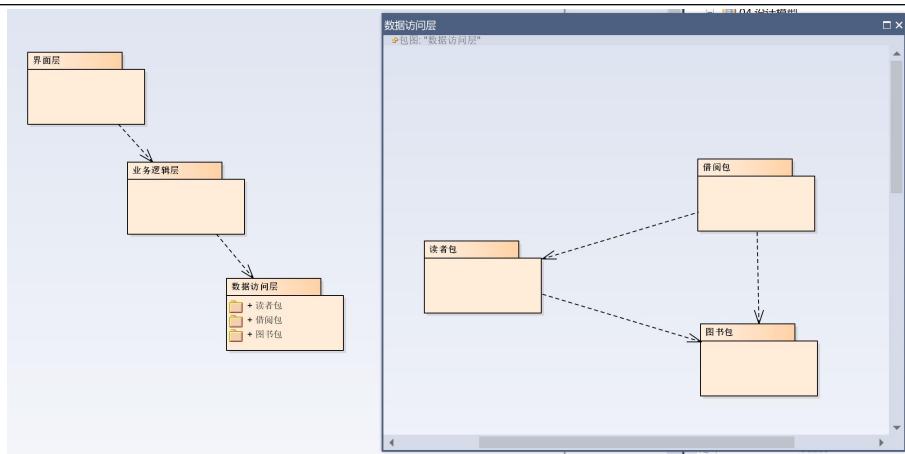 界面层
业务逻辑层
数据访问层
+ 读者包
+ 借阅包
+ 图书包
数据访问层
包图: "数据访问层"
借阅包
读者包
图书包